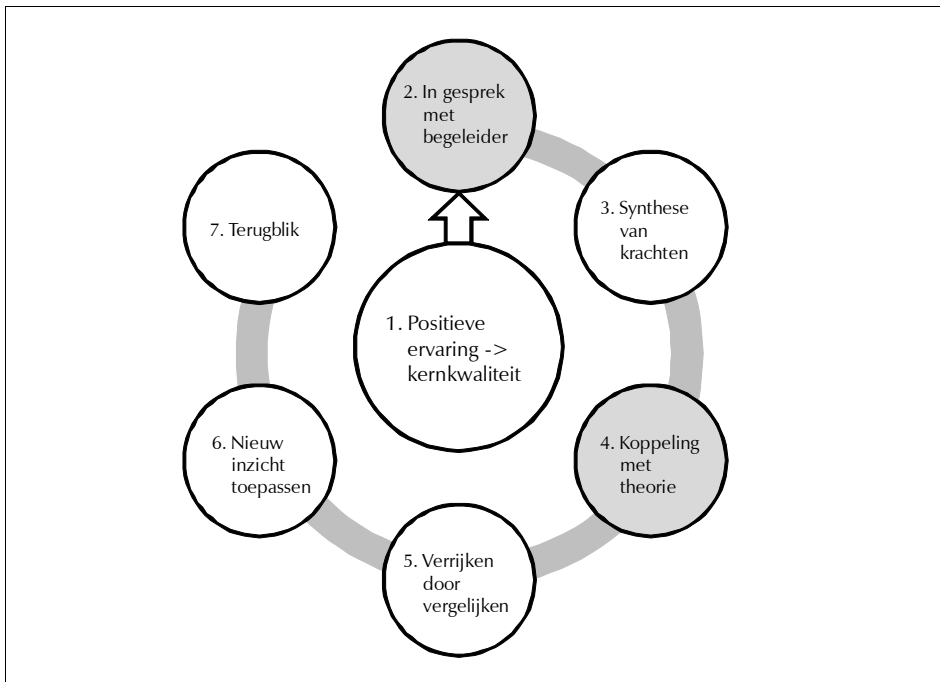 1. Positieve
ervaring ->
kernkwaliteit
2. In gesprek
met
begeleider
3. Synthese
van
krachten
4. Koppeling
met
theorie
5. Verrijken
door
vergelijken
6. Nieuw
inzicht
toepassen
7. Terugblik